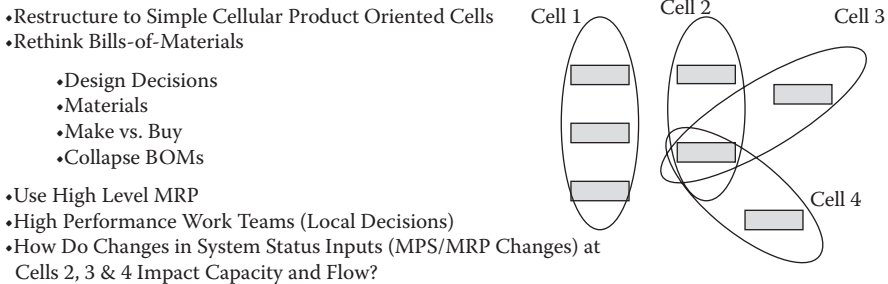 •Restructure to Simple Cellular Product Oriented Cells
•Rethink Bills-of-Materials
•Design Decisions
•Materials
•Make vs. Buy
•Collapse BOMs
•Use High Level MRP
•High Performance Work Teams (Local Decisions)
•How Do Changes in System Status Inputs (MPS/MRP Changes) at
Cells 2, 3 & 4 Impact Capacity and Flow?
Cell 1
Cell 2
Cell 3
Cell 4